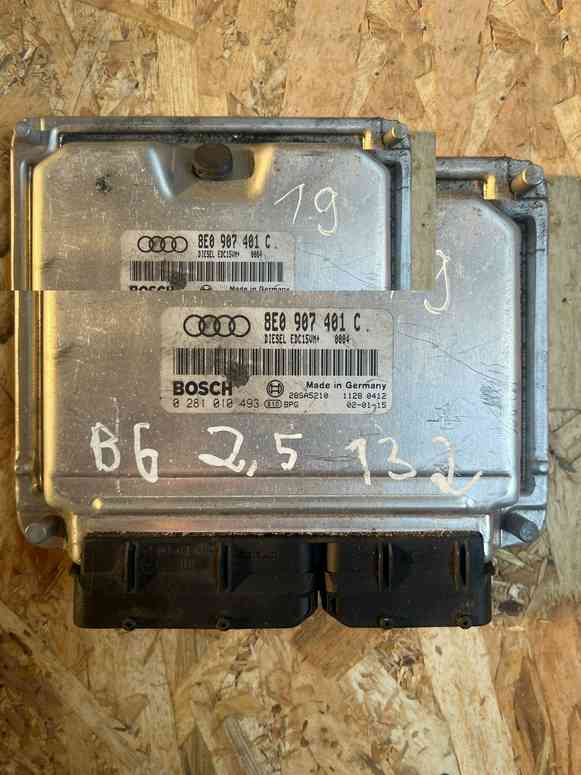 19
8E0 907 401 C .
DIESEL EDC15VM+ 0004
BOSCH Made in Germany
9
8E0 907 401 C .
DIESEL EDC15VM+ 0004
BOSCH Made in Germany
28SA5210 1128 0412
0 281 010 493 BPG 02-01-15
B6 2,5 132